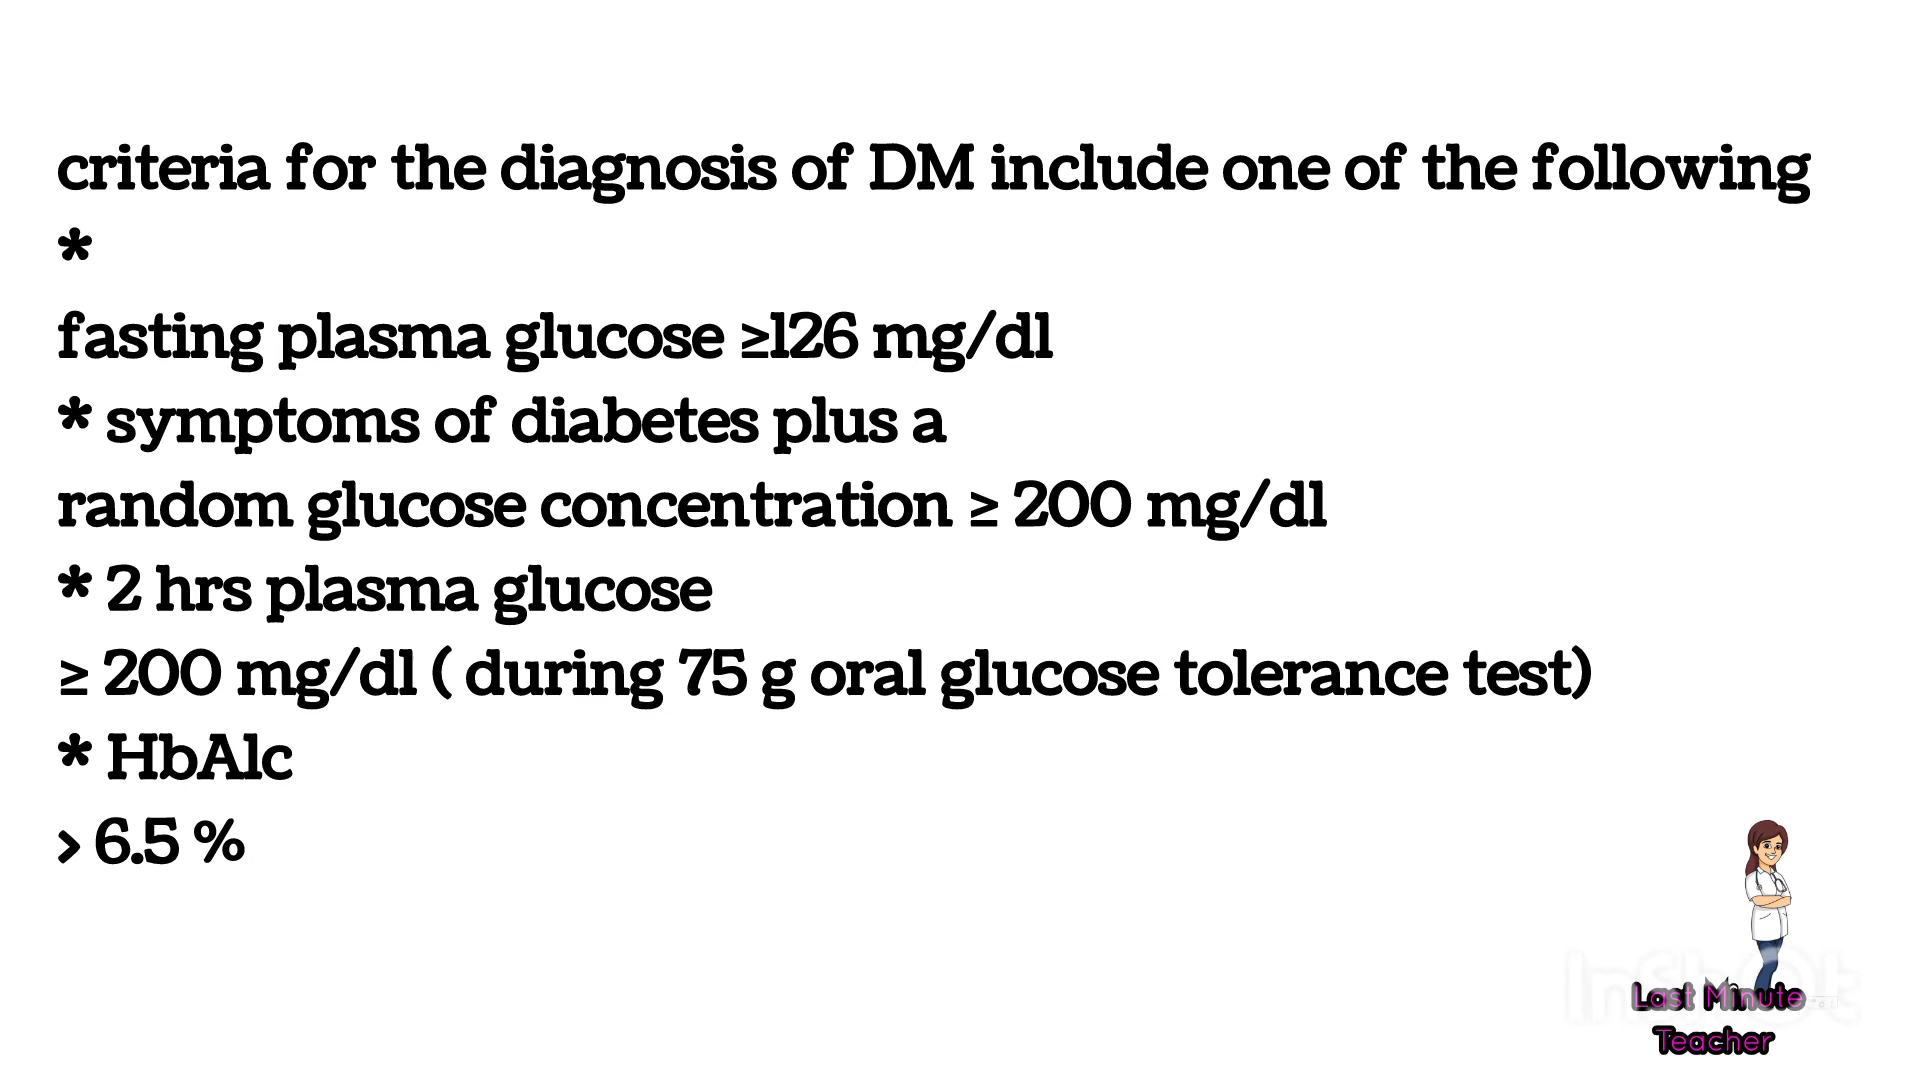 criteria for the diagnosis of DM include one of the following
*
fasting plasma glucose ≥126 mg/dl
* symptoms of diabetes plus a
random glucose concentration ≥ 200 mg/dl
* 2 hrs plasma glucose
≥ 200 mg/dl ( during 75 g oral glucose tolerance test)
* HbA1c
> 6.5 %
InShOt
Last Minute
Teacher